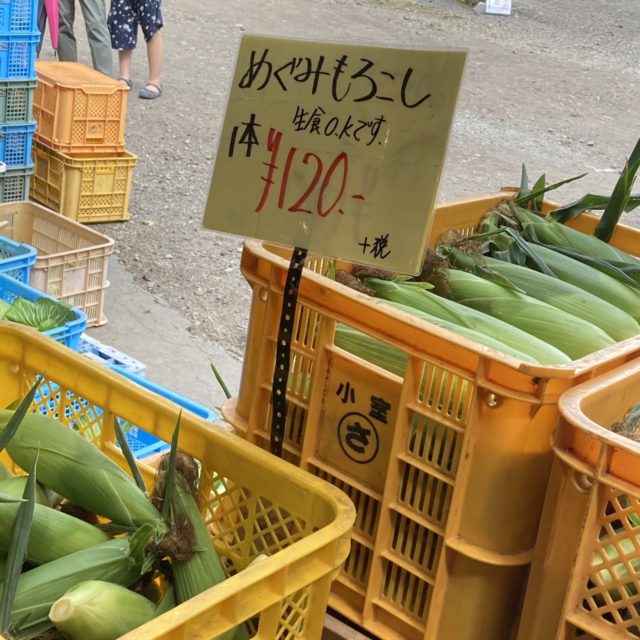 めぐみもろこし
生食O.Kです。
1本 ¥120.-
+税
小室
さ